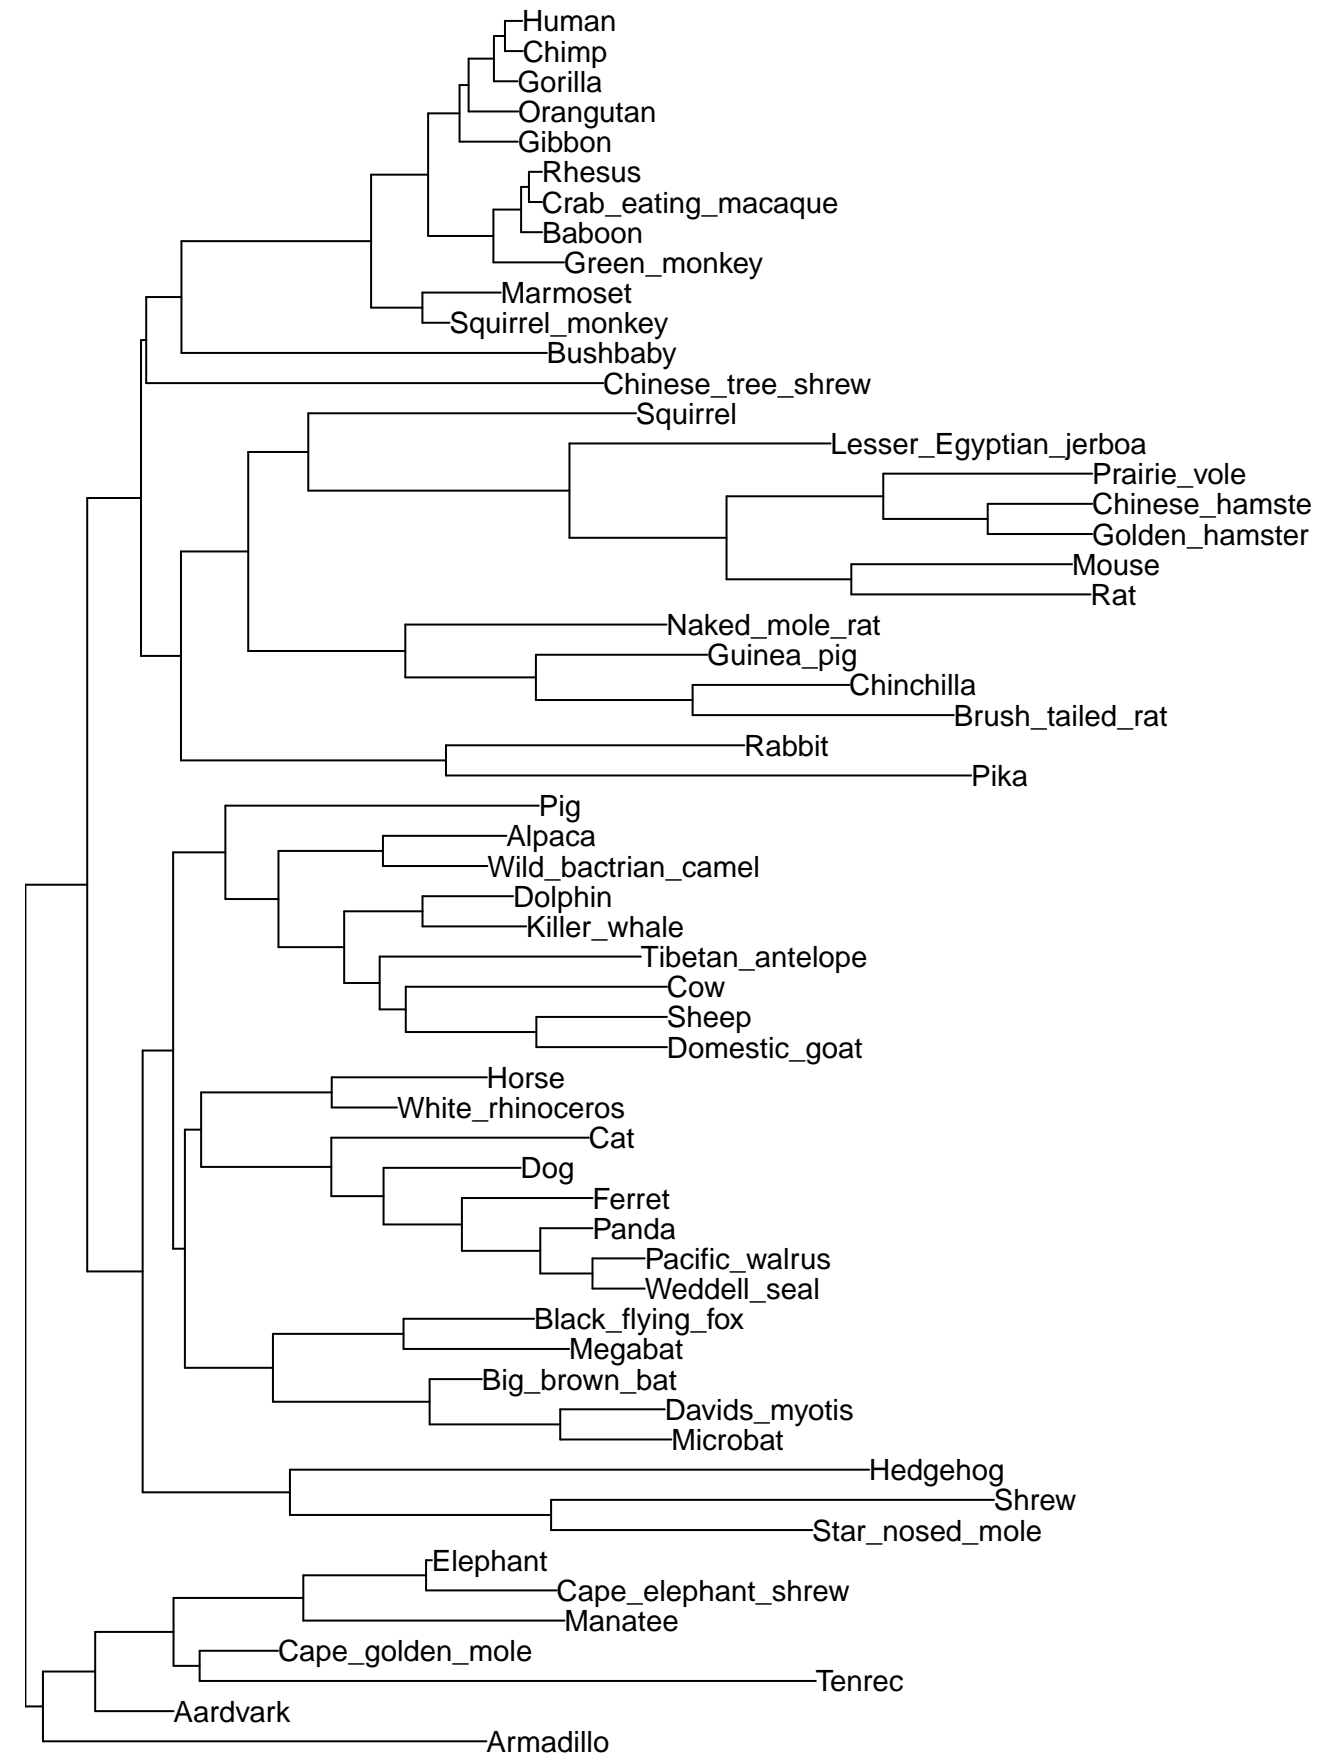 Human
Chimp
Gorilla
Orangutan
Gibbon
Rhesus
Crab_eating_macaque
Baboon
Green_monkey
Marmoset
Squirrel_monkey
Bushbaby
Chinese_tree_shrew
Squirrel
Lesser_Egyptian_jerboa
Prairie_vole
Chinese_hamste
Golden_hamster
Mouse
Rat
Naked_mole_rat
Guinea_pig
Chinchilla
Brush_tailed_rat
Rabbit
Pika
Pig
Alpaca
Wild_bactrian_camel
Dolphin
Killer_whale
Tibetan_antelope
Cow
Sheep
Domestic_goat
Horse
White_rhinoceros
Cat
Dog
Ferret
Panda
Pacific_walrus
Weddell_seal
Black_flying_fox
Megabat
Big_brown_bat
Davids_myotis
Microbat
Hedgehog
Shrew
Star_nosed_mole
Elephant
Cape_elephant_shrew
Manatee
Cape_golden_mole
Tenrec
Aardvark
Armadillo